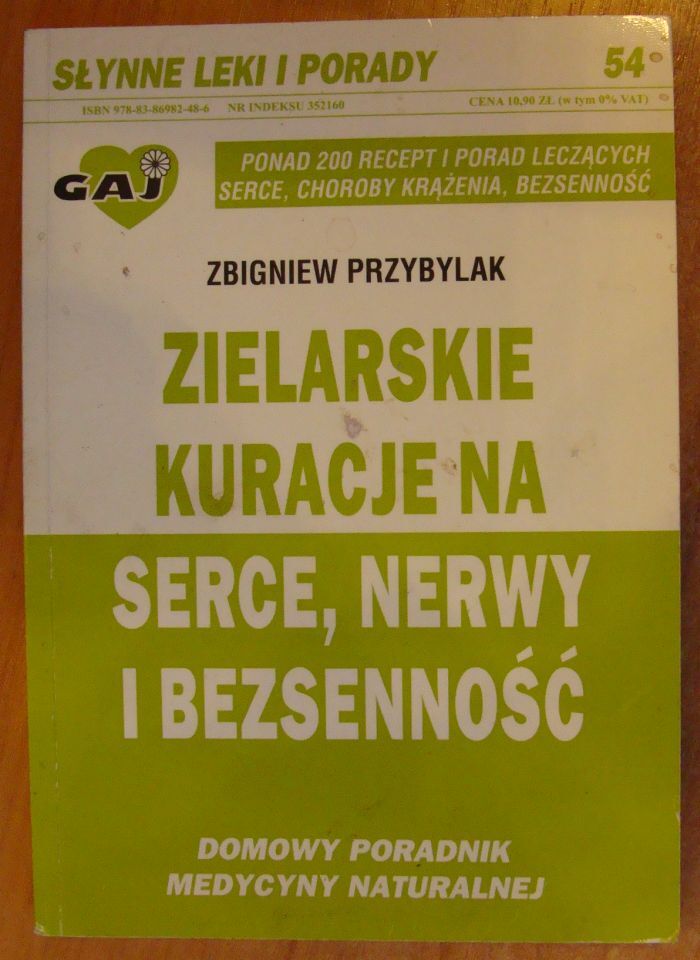 SŁYNNE LEKI I PORADY 54
ISBN 978-83-86982-48-6 NR INDEKSU 352160 CENA 10,90 ZŁ (w tym 0% VAT)
GAJ
PONAD 200 RECEPT I PORAD LECZĄCYCH
SERCE, CHOROBY KRĄŻENIA, BEZSENNOŚĆ
ZBIGNIEW PRZYBYLAK
ZIELARSKIE
KURACJE NA
SERCE, NERWY
I BEZSENNOŚĆ
DOMOWY PORADNIK
MEDYCYNY NATURALNEJ